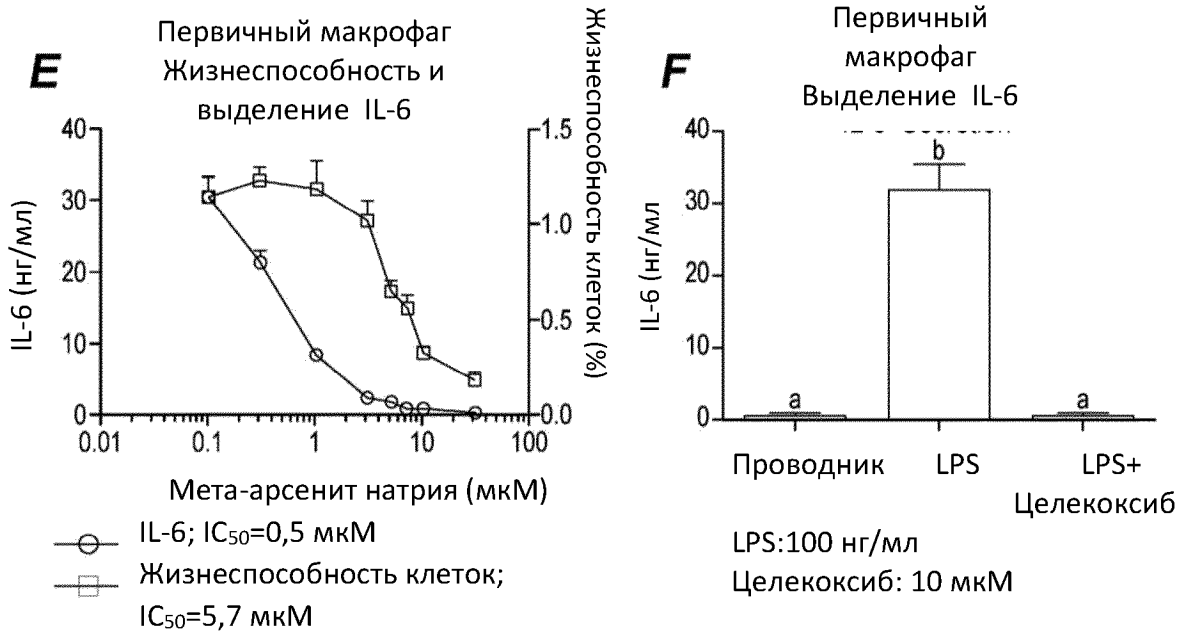 E
Первичный макрофаг
Жизнеспособность и
выделение IL-6
IL-6 (нг/мл)
40
30
20
10
0
Жизнеспособность клеток (%)
1.5
1.0
0.5
0.0
0.01
0.1
1
10
100
Мета-арсенит натрия (мкМ)
IL-6; IC50=0,5 мкМ
Жизнеспособность клеток;
IC50=5,7 мкМ
F
Первичный
макрофаг
Выделение IL-6
IL-6 (нг/мл
40
30
20
10
0
a
b
a
Проводник
LPS
LPS+
Целекоксиб
LPS:100 нг/мл
Целекоксиб: 10 мкМ